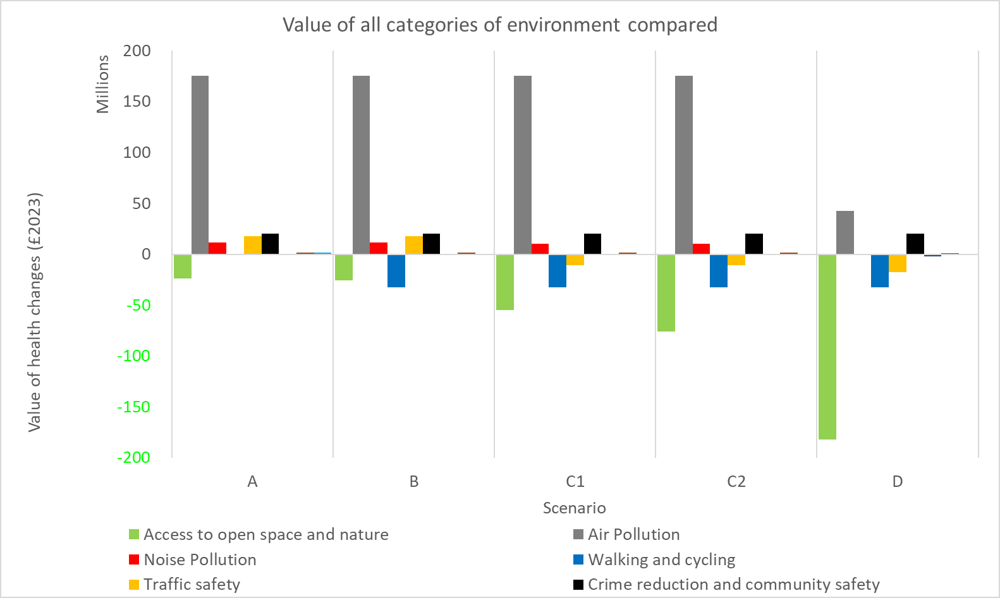 Value of all categories of environment compared
Millions
Value of health changes (£2023)
200
150
100
50
0
-50
-100
-150
-200
A B C1 C2 D
Scenario
Access to open space and nature Air Pollution
Noise Pollution Walking and cycling
Traffic safety Crime reduction and community safety